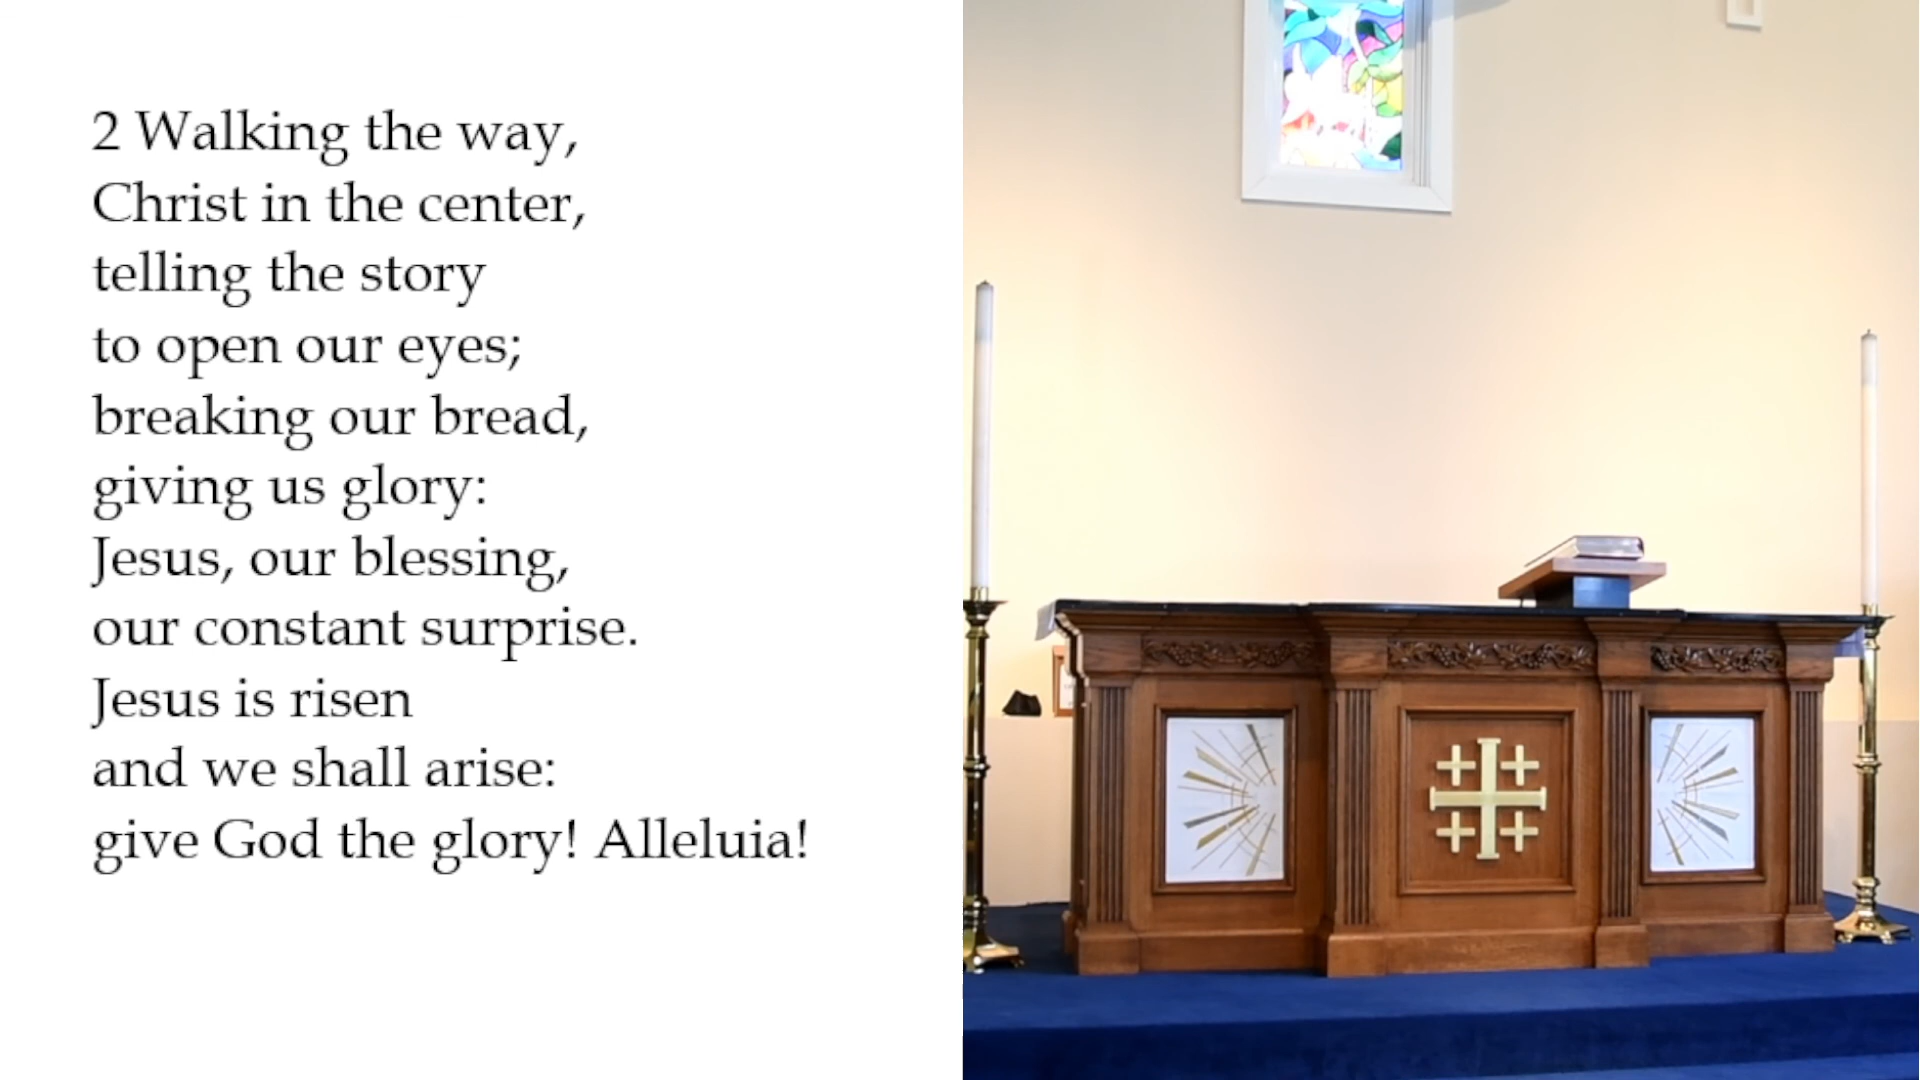 2 Walking the way,
Christ in the center,
telling the story
to open our eyes;
breaking our bread,
giving us glory:
Jesus, our blessing,
our constant surprise.
Jesus is risen
and we shall arise:
give God the glory! Alleluia!